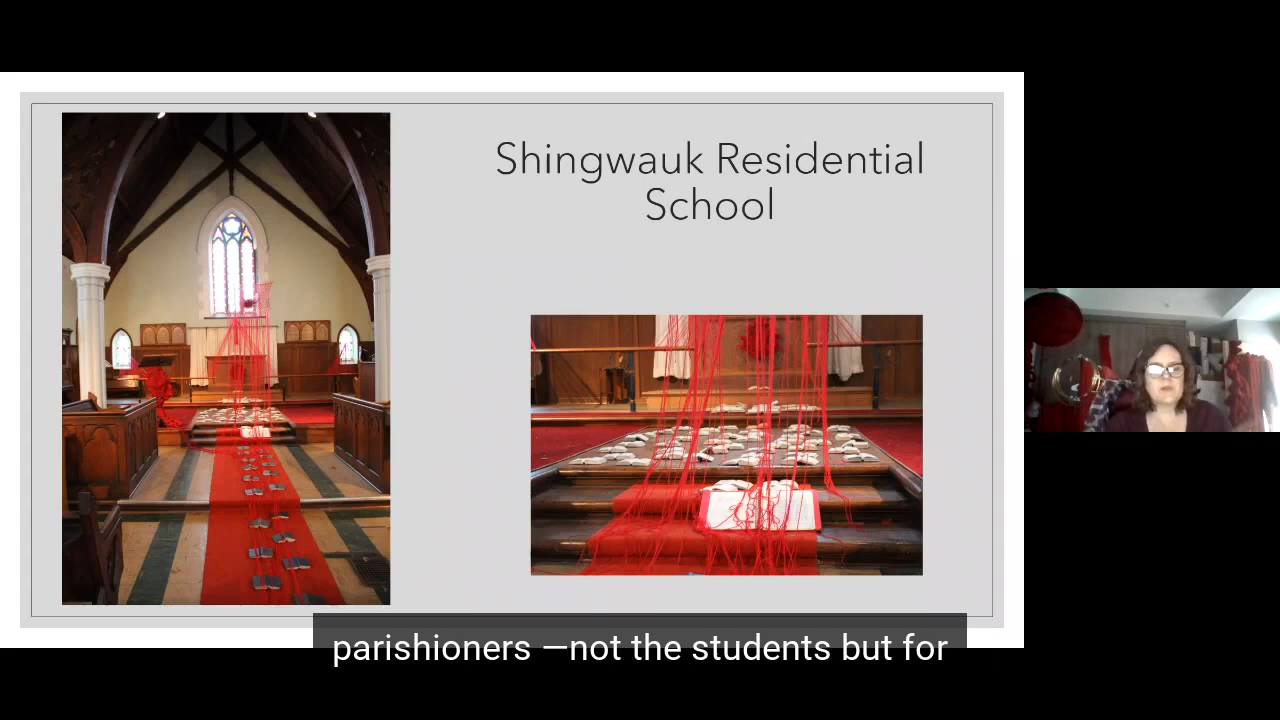 Shingwauk Residential
School
parishioners —not the students but for